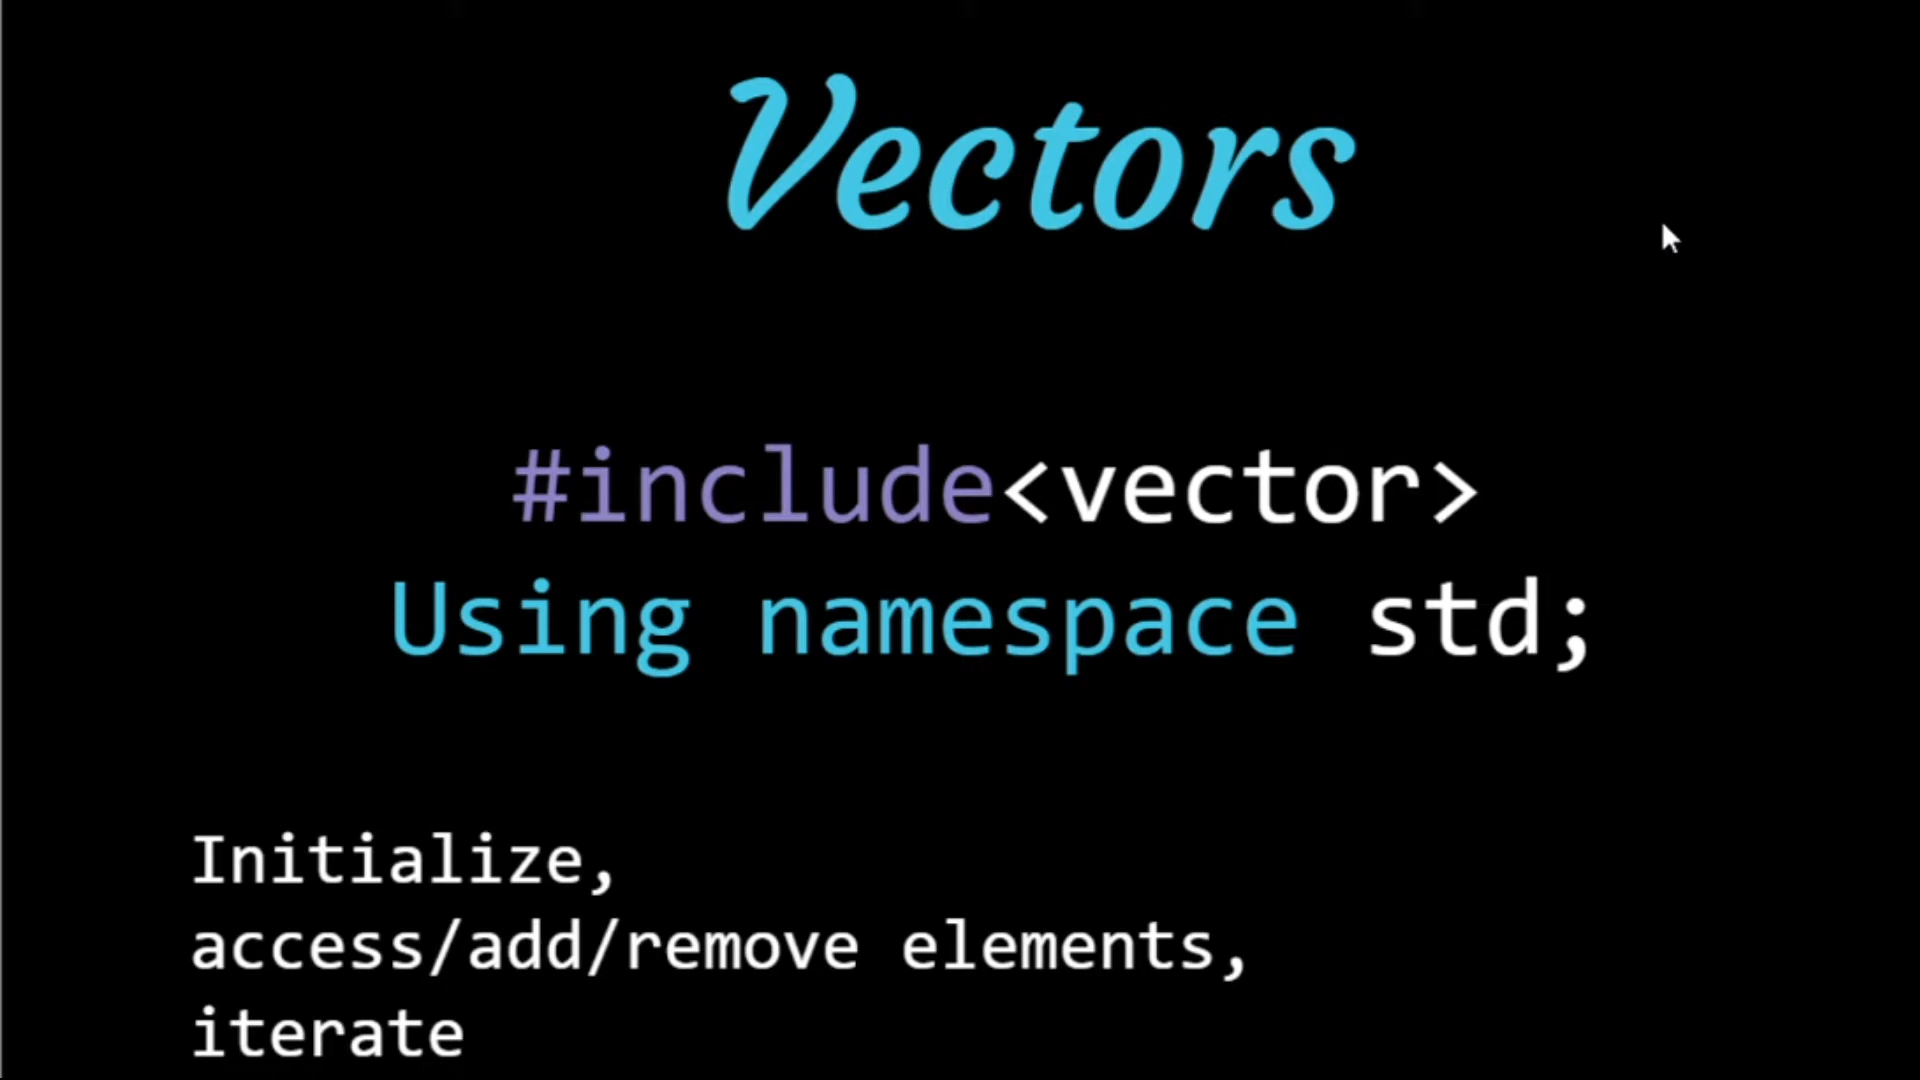 Vectors
#include<vector>
Using namespace std;
Initialize,
access/add/remove elements,
iterate